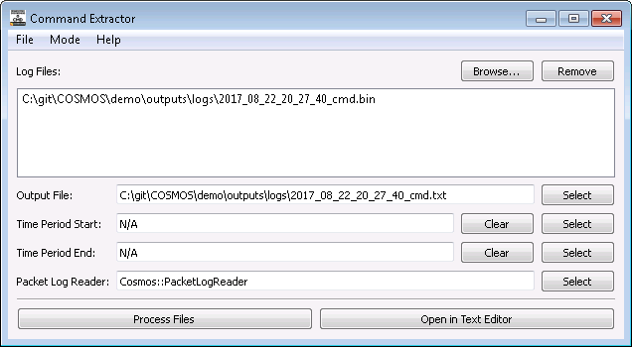 Command Extractor
File Mode Help
Log Files: Browse... Remove
C:\git\COSMOS\demo\outputs\logs\2017_08_22_20_27_40_cmd.bin
Output File: C:\git\COSMOS\demo\outputs\logs\2017_08_22_20_27_40_cmd.txt Select
Time Period Start: N/A Clear Select
Time Period End: N/A Clear Select
Packet Log Reader: Cosmos::PacketLogReader Select
Process Files Open in Text Editor